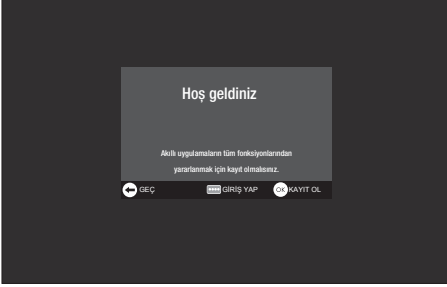 Hoş geldiniz
Akıllı uygulamaların tüm fonksiyonlarından
yararlanmak için kayıt olmalısınız.
GEÇ GİRİŞ YAP OK KAYIT OL